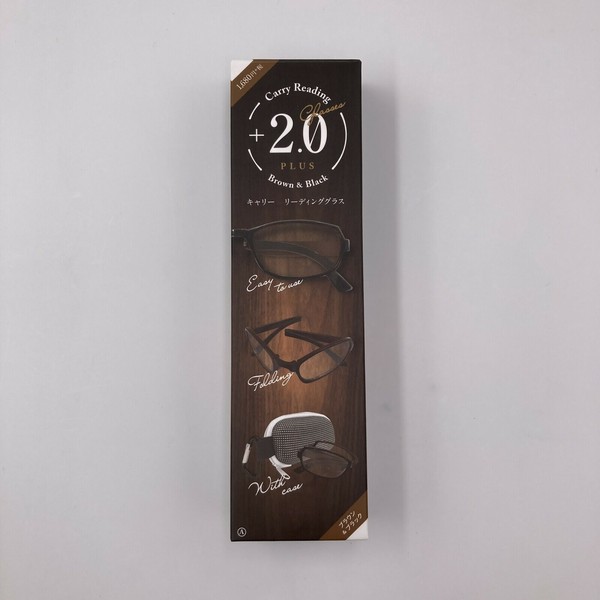 1,680円+税
Carry Reading
Glasses
+2.0
PLUS
Brown & Black
キャリー リーディンググラス
Easy
to use
Folding
With
case
Ⓐ
ブラウン
&ブラック